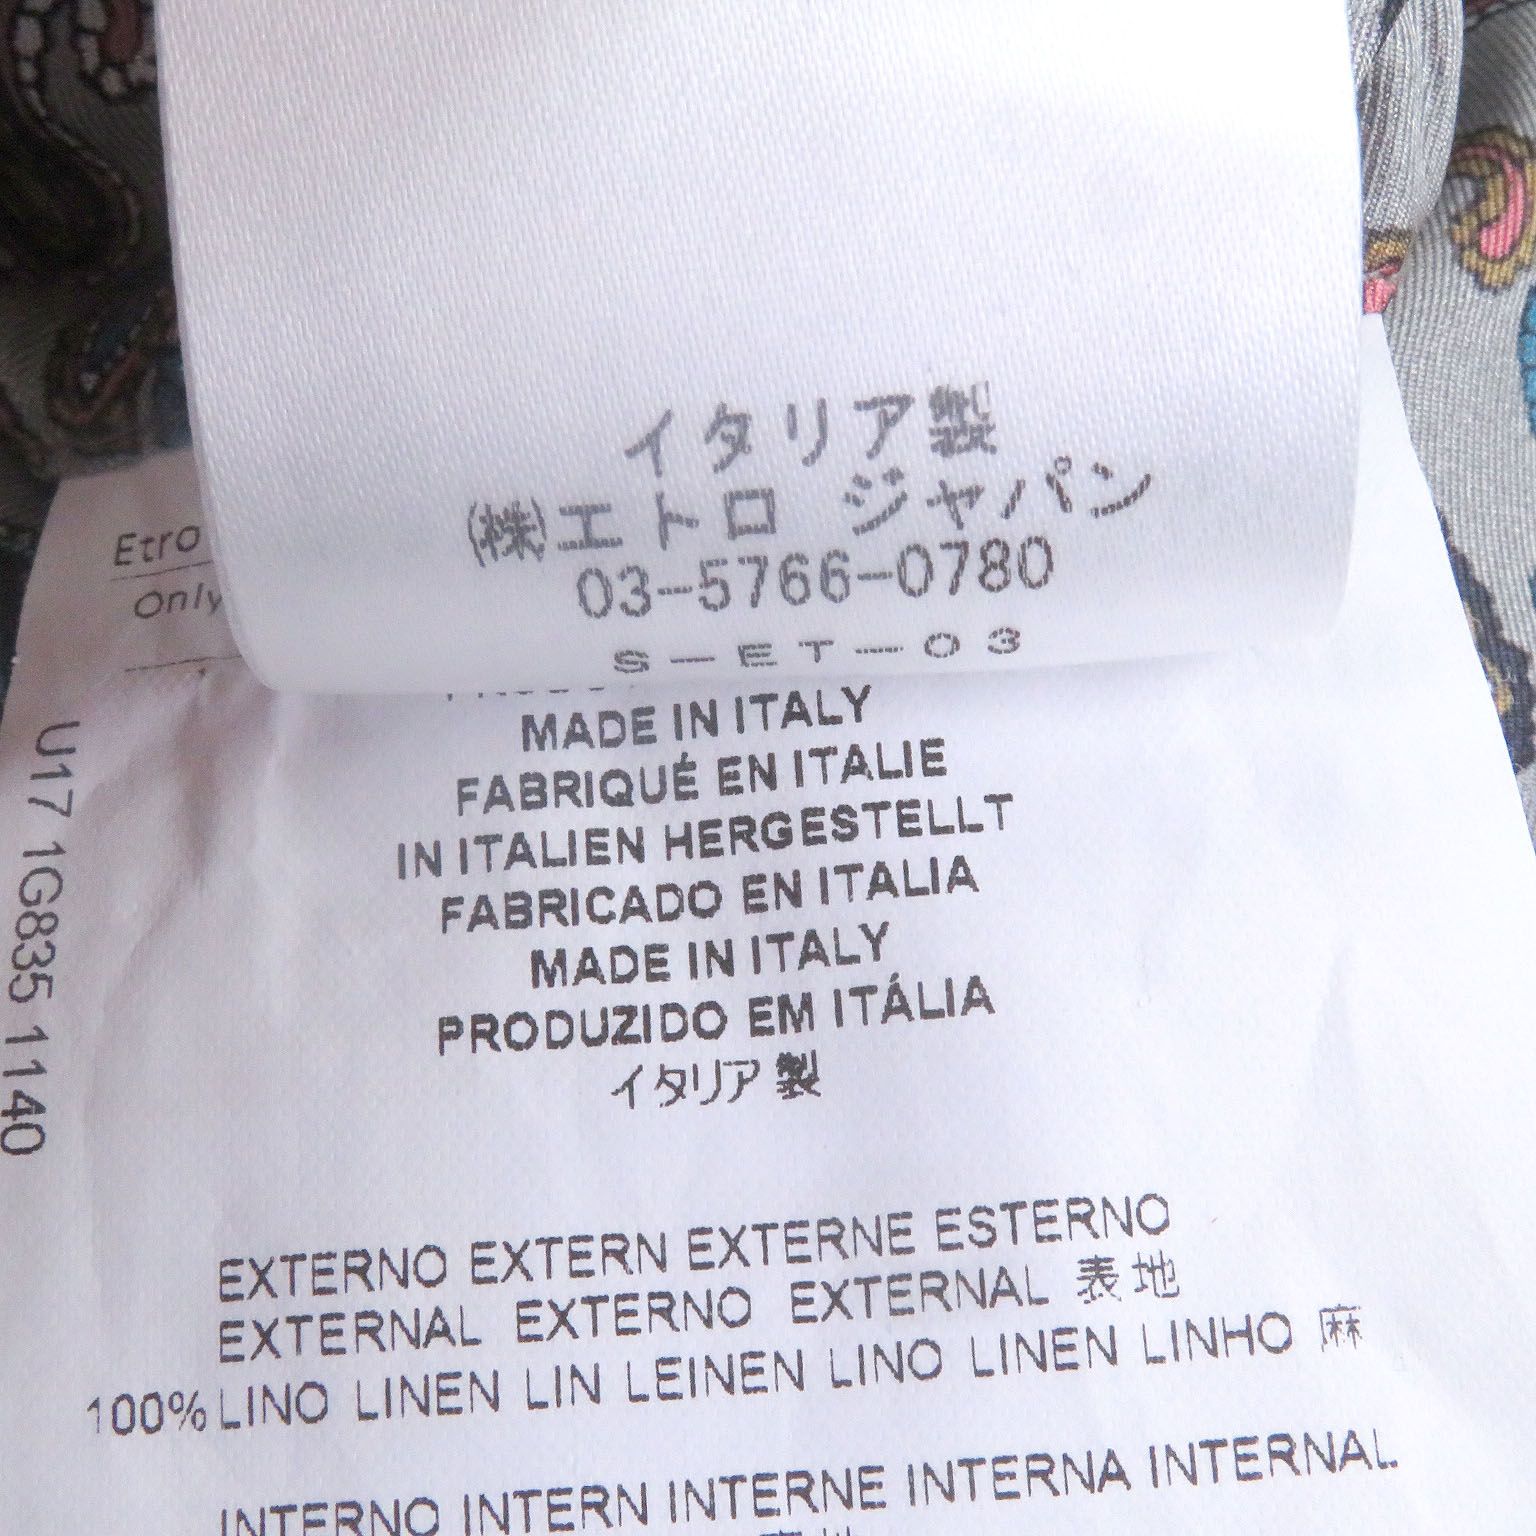 イタリア製
㈱エトロ ジャパン
03-5766-0780
S-ET-03
Etro
Only
MADE IN ITALY
FABRIQUÉ EN ITALIE
IN ITALIEN HERGESTELLT
FABRICADO EN ITALIA
MADE IN ITALY
PRODUZIDO EM ITÁLIA
イタリア製
U17 1G835 1140
EXTERNO EXTERN EXTERNE ESTERNO
EXTERNAL EXTERNO EXTERNAL 表地
100% LINO LINEN LIN LEINEN LINO LINEN LINHO 麻
INTERNO INTERN INTERNE INTERNA INTERNAL